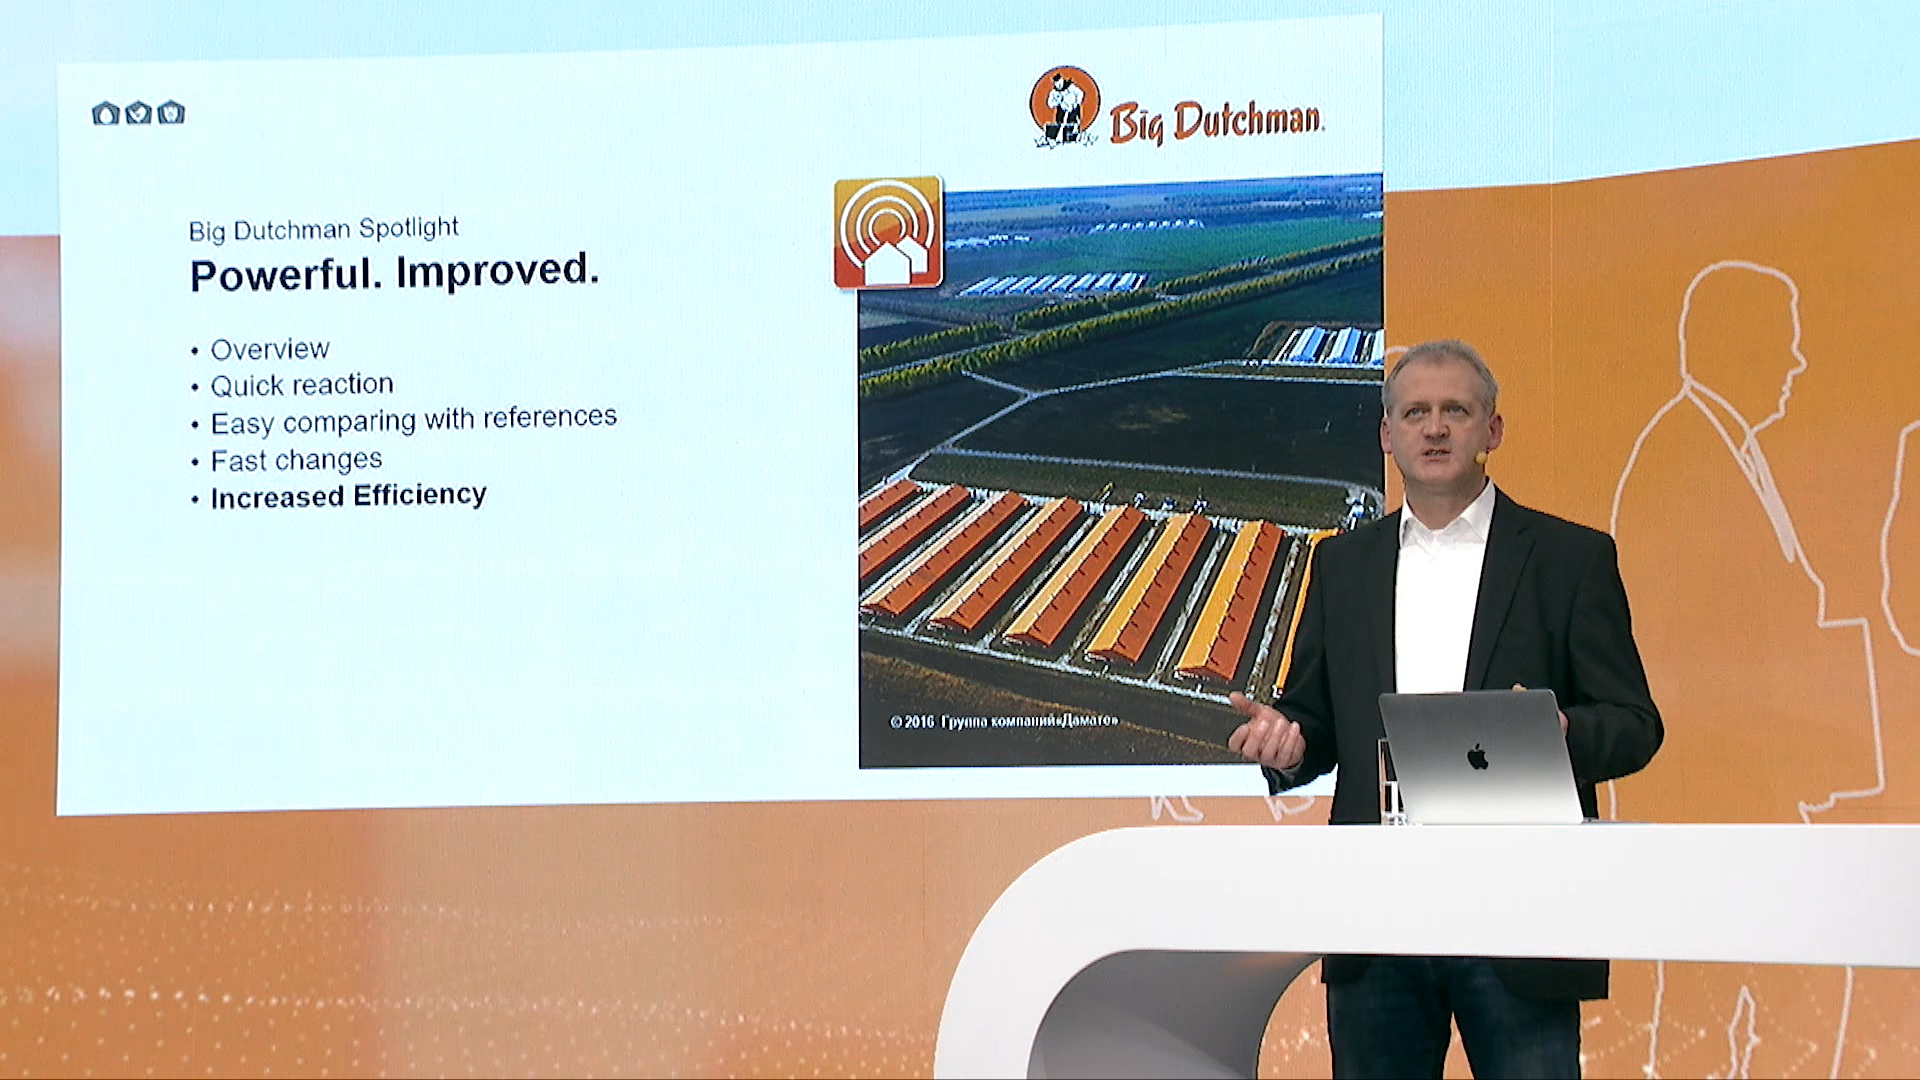 Big Dutchman.
Big Dutchman Spotlight
Powerful. Improved.
• Overview
• Quick reaction
• Easy comparing with references
• Fast changes
• Increased Efficiency
© 2016 Группа компаний «Дамате»